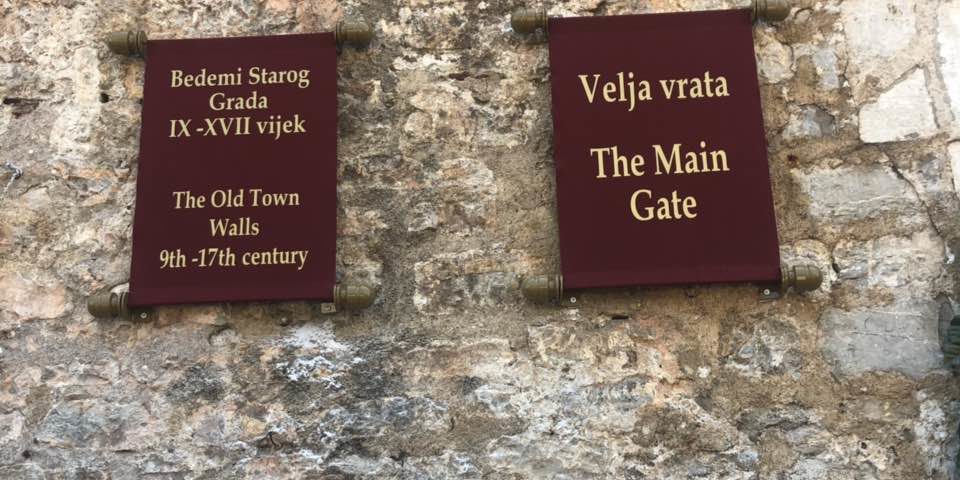 Bedemi Starog
Grada
IX -XVII vijek
The Old Town
Walls
9th -17th century
Velja vrata
The Main
Gate